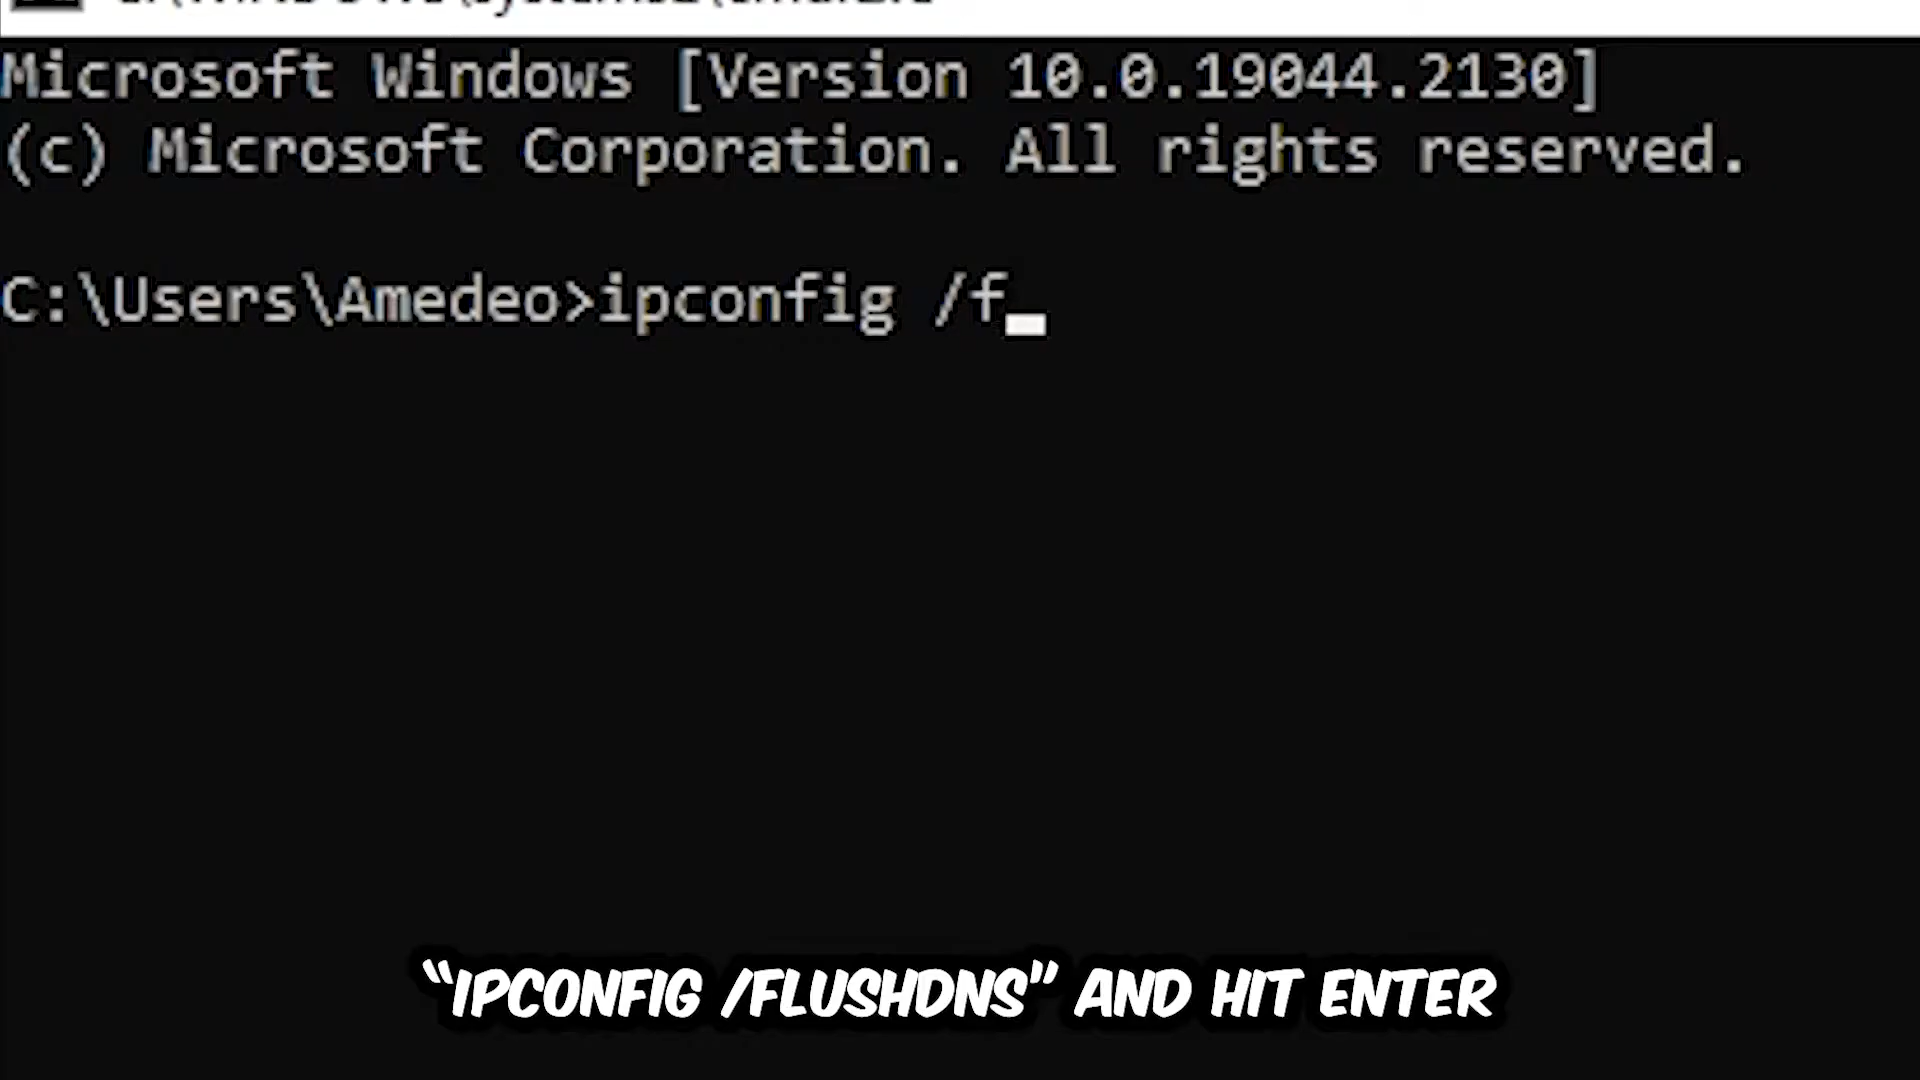 Microsoft Windows [Version 10.0.19044.2130]
(c) Microsoft Corporation. All rights reserved.
C:\Users\Amedeo>ipconfig /f
“IPCONFIG /FLUSHDNS” AND HIT ENTER